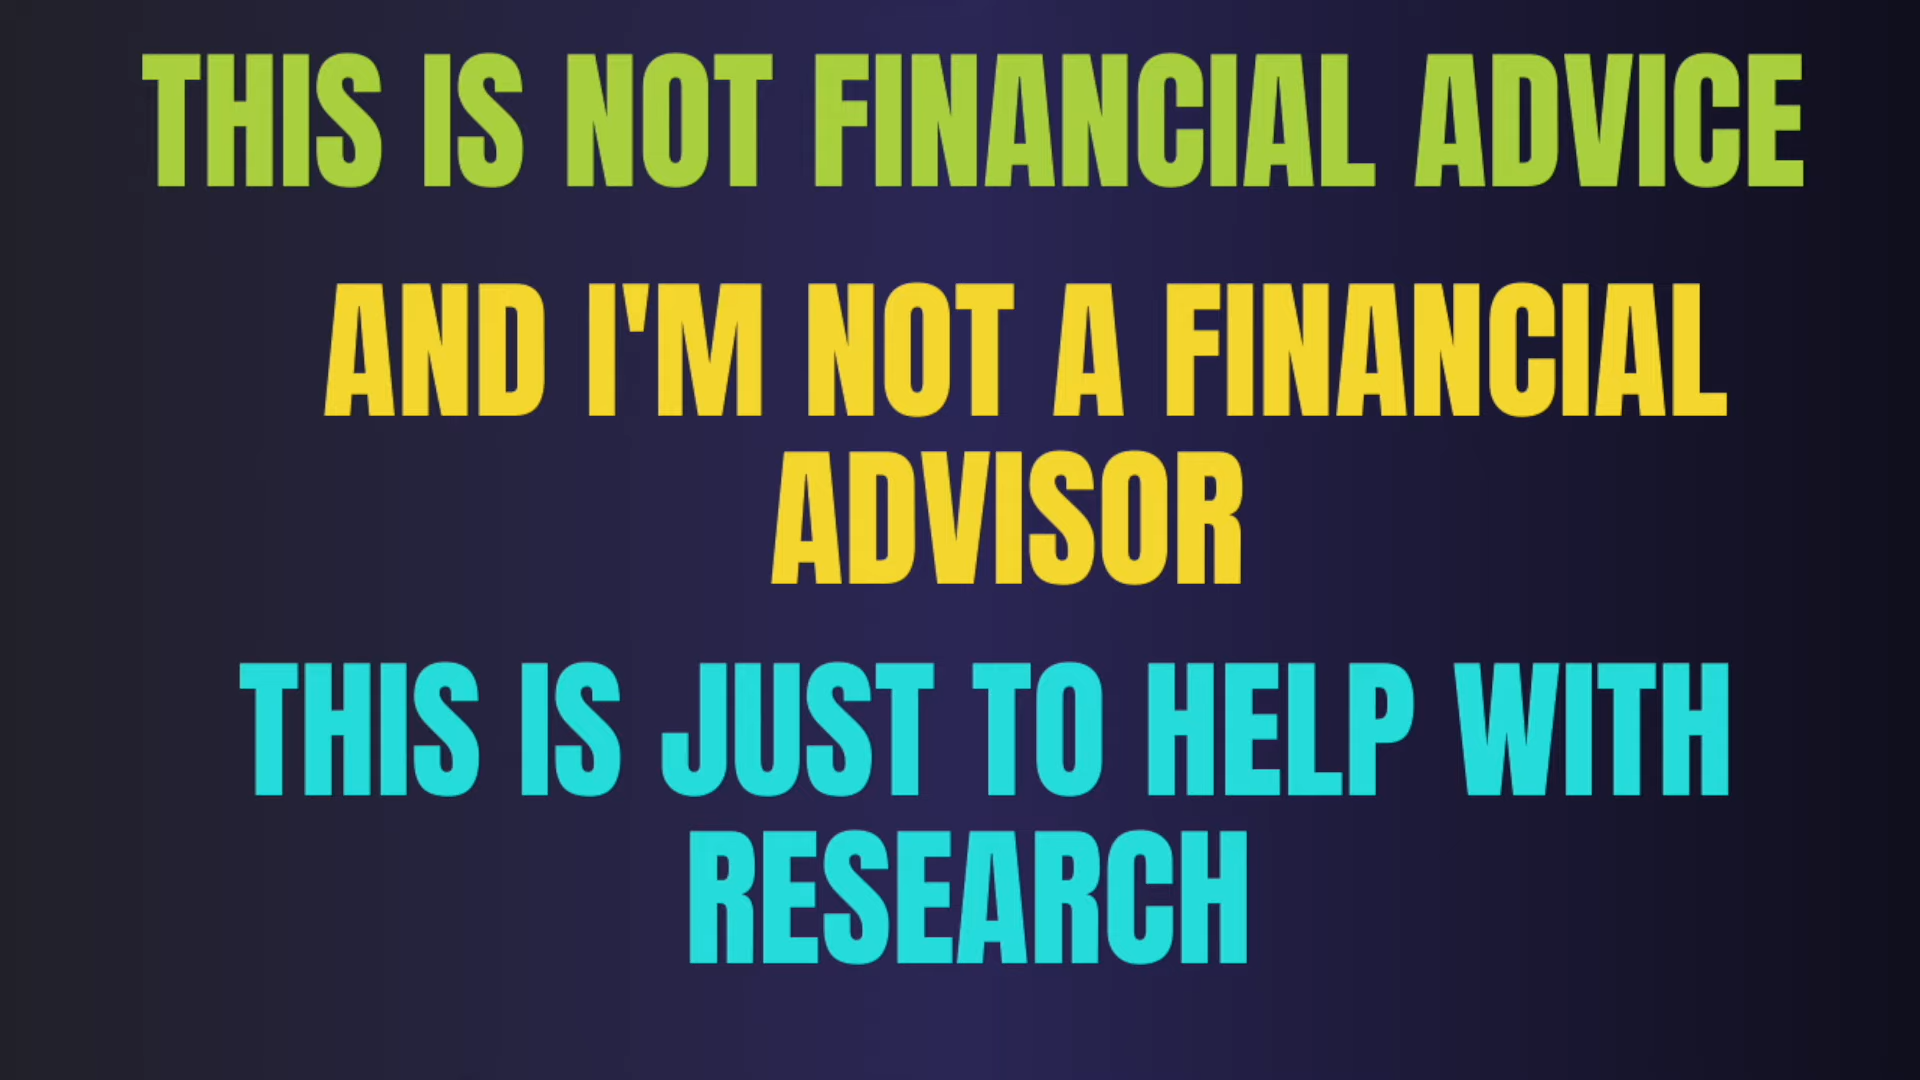 THIS IS NOT FINANCIAL ADVICE
AND I'M NOT A FINANCIAL
ADVISOR
THIS IS JUST TO HELP WITH
RESEARCH